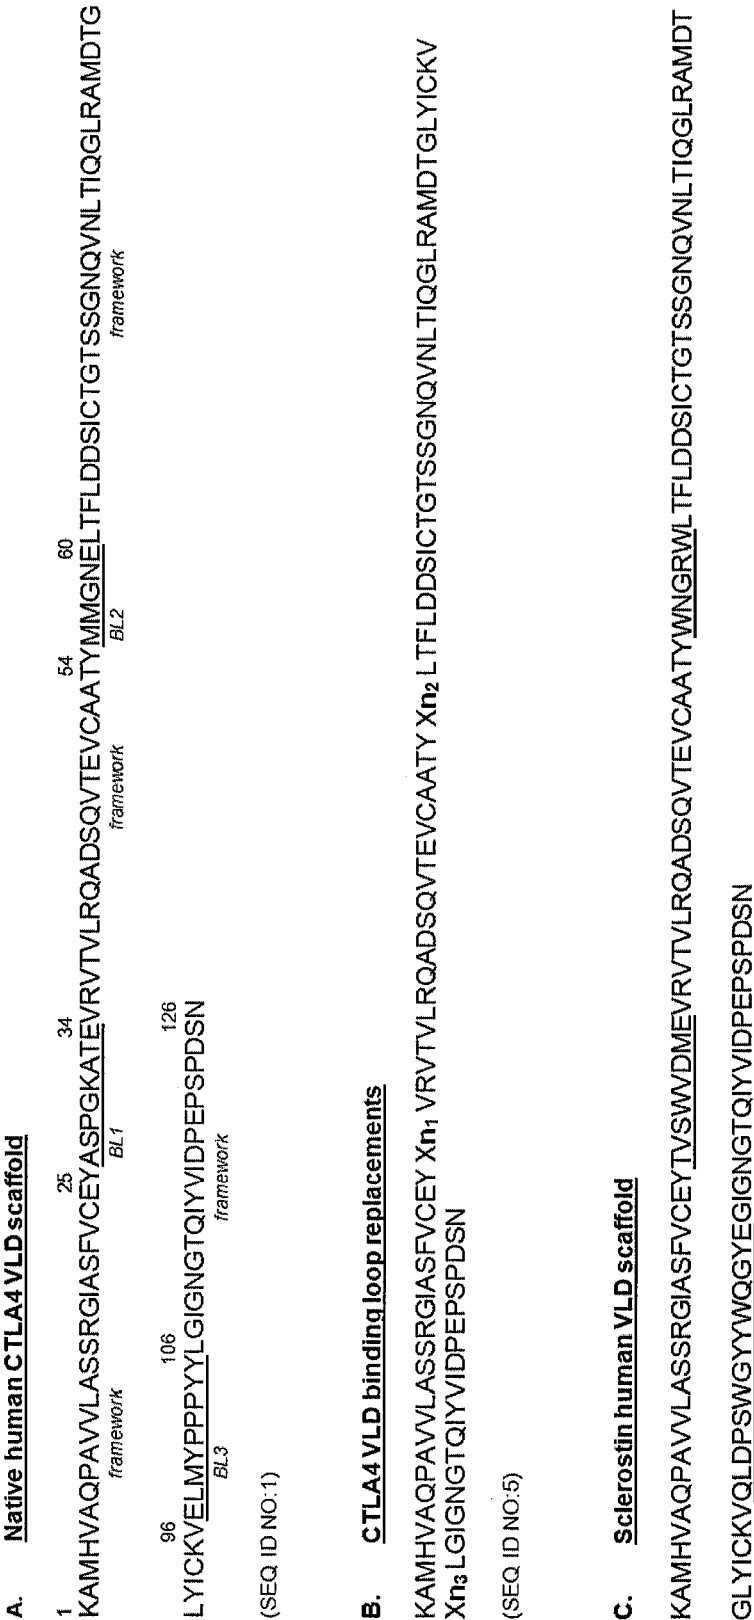 A. Native human CTLA4 VLD scaffold
1 25 34 54 60
KAMHVAQPAVVLASSRGIASFVCEYASPGKATEVRVTVLRQADSQVTEVCAATYMMGNELTFLDDSICTGTSSGNQVNLTIQGLRAMDTG
framework BL1 framework BL2 framework
96 106 126
LYICKVELMYPPPYYLGIGNGTQIYVIDPEPSPDSN
BL3 framework
(SEQ ID NO:1)
B. CTLA4 VLD binding loop replacements
KAMHVAQPAVVLASSRGIASFVCEY Xn1 VRVTVLRQADSQVTEVCAATY Xn2 LTFLDDSICTGTSSGNQVNLTIQGLRAMDTGLYICKV
Xn3 LGIGNGTQIYVIDPEPSPDSN
(SEQ ID NO:5)
C. Sclerostin human VLD scaffold
KAMHVAQPAVVLASSRGIASFVCEYTVSWVDMEVRVTVLRQADSQVTEVCAATYWNGRWLTFLDDSICTGTSSGNQVNLTIQGLRAMDT
GLYICKVQLDPSWGYYWQGYEGIGNGTQIYVIDPEPSPDSN